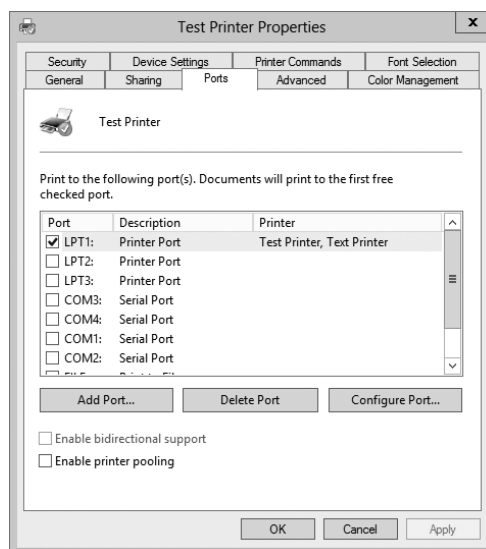 Test Printer Properties
x
Security Device Settings Printer Commands Font Selection
General Sharing Ports Advanced Color Management
Test Printer
Print to the following port(s). Documents will print to the first free
checked port.
Port Description Printer
LPT1: Printer Port Test Printer, Text Printer
LPT2: Printer Port
LPT3: Printer Port
COM3: Serial Port
COM4: Serial Port
COM1: Serial Port
COM2: Serial Port
Add Port... Delete Port Configure Port...
Enable bidirectional support
Enable printer pooling
OK Cancel Apply